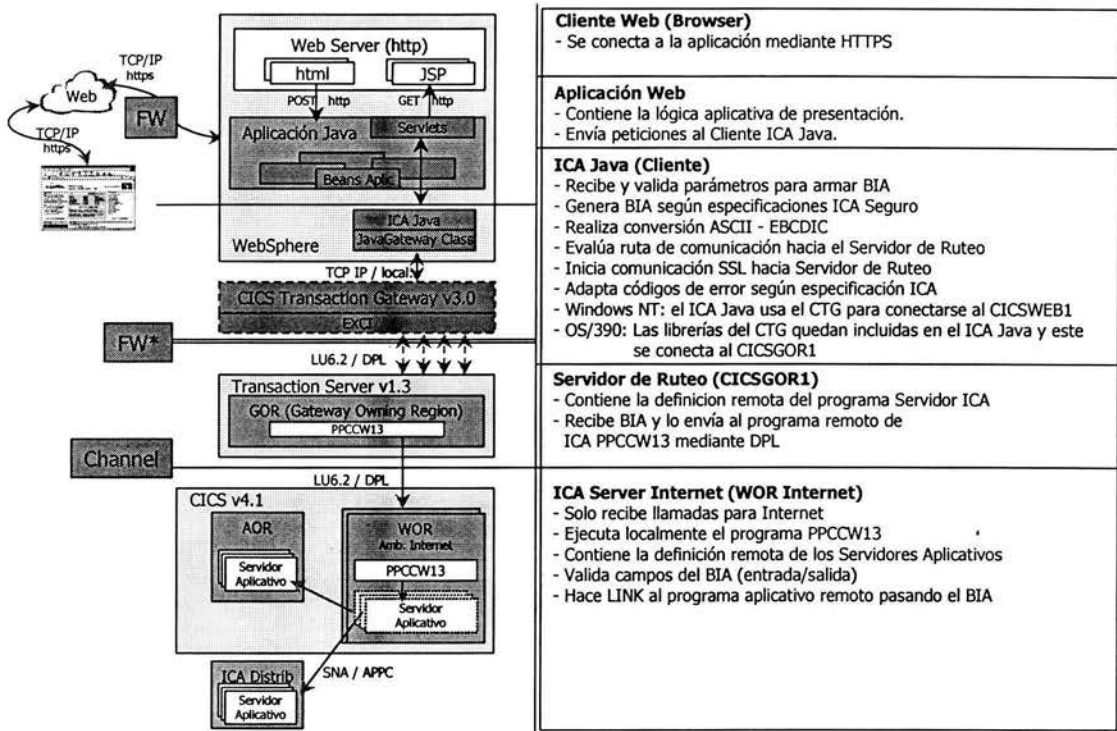 Web Server (http)
html
JSP
TCP/IP
https
Web
FW
POST http
GET http
Servlets
Aplicación Java
Beans Aplic
TCP/IP
https
ICA Java
JavaGateway Class
WebSphere
TCP IP / local
CICS Transaction Gateway v3.0
EXCI
FW*
LU6.2 / DPL
Transaction Server v1.3
GOR (Gateway Owning Region)
PPCCW13
Channel
LU6.2 / DPL
CICS v4.1
AOR
Servidor
Aplicativo
WOR
Amb. Internet
PPCCW13
Servidor
Aplicativo
SNA / APPC
ICA Distrib
Servidor
Aplicativo
Cliente Web (Browser)
- Se conecta a la aplicación mediante HTTPS
Aplicación Web
- Contiene la lógica aplicativa de presentación.
- Envía peticiones al Cliente ICA Java.
ICA Java (Cliente)
- Recibe y valida parámetros para armar BIA
- Genera BIA según especificaciones ICA Seguro
- Realiza conversión ASCII - EBCDIC
- Evalúa ruta de comunicación hacia el Servidor de Ruteo
- Inicia comunicación SSL hacia Servidor de Ruteo
- Adapta códigos de error según especificación ICA
- Windows NT: el ICA Java usa el CTG para conectarse al CICSWEB1
- OS/390: Las librerías del CTG quedan incluidas en el ICA Java y este
se conecta al CICSGOR1
Servidor de Ruteo (CICSGOR1)
- Contiene la definicion remota del programa Servidor ICA
- Recibe BIA y lo envía al programa remoto de
ICA PPCCW13 mediante DPL
ICA Server Internet (WOR Internet)
- Solo recibe llamadas para Internet
- Ejecuta localmente el programa PPCCW13
- Contiene la definición remota de los Servidores Aplicativos
- Valida campos del BIA (entrada/salida)
- Hace LINK al programa aplicativo remoto pasando el BIA